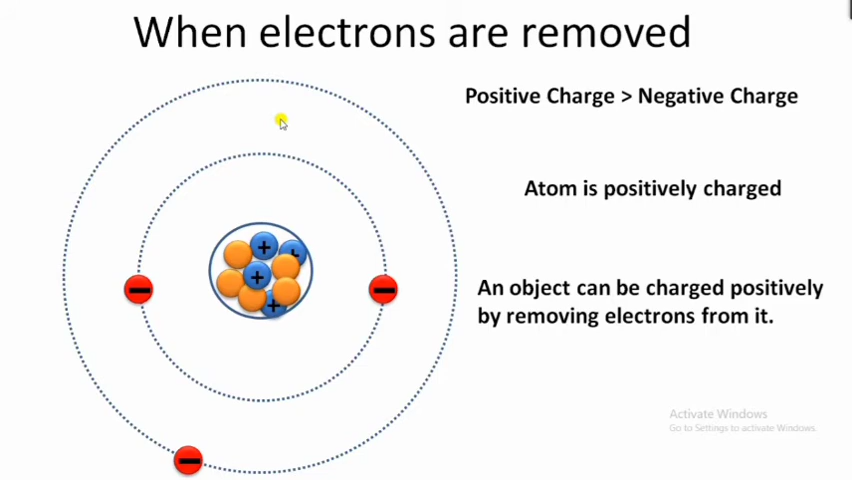 When electrons are removed
Positive Charge > Negative Charge
Atom is positively charged
An object can be charged positively
by removing electrons from it.
+
+
+
+
Activate Windows
Go to Settings to activate Windows.